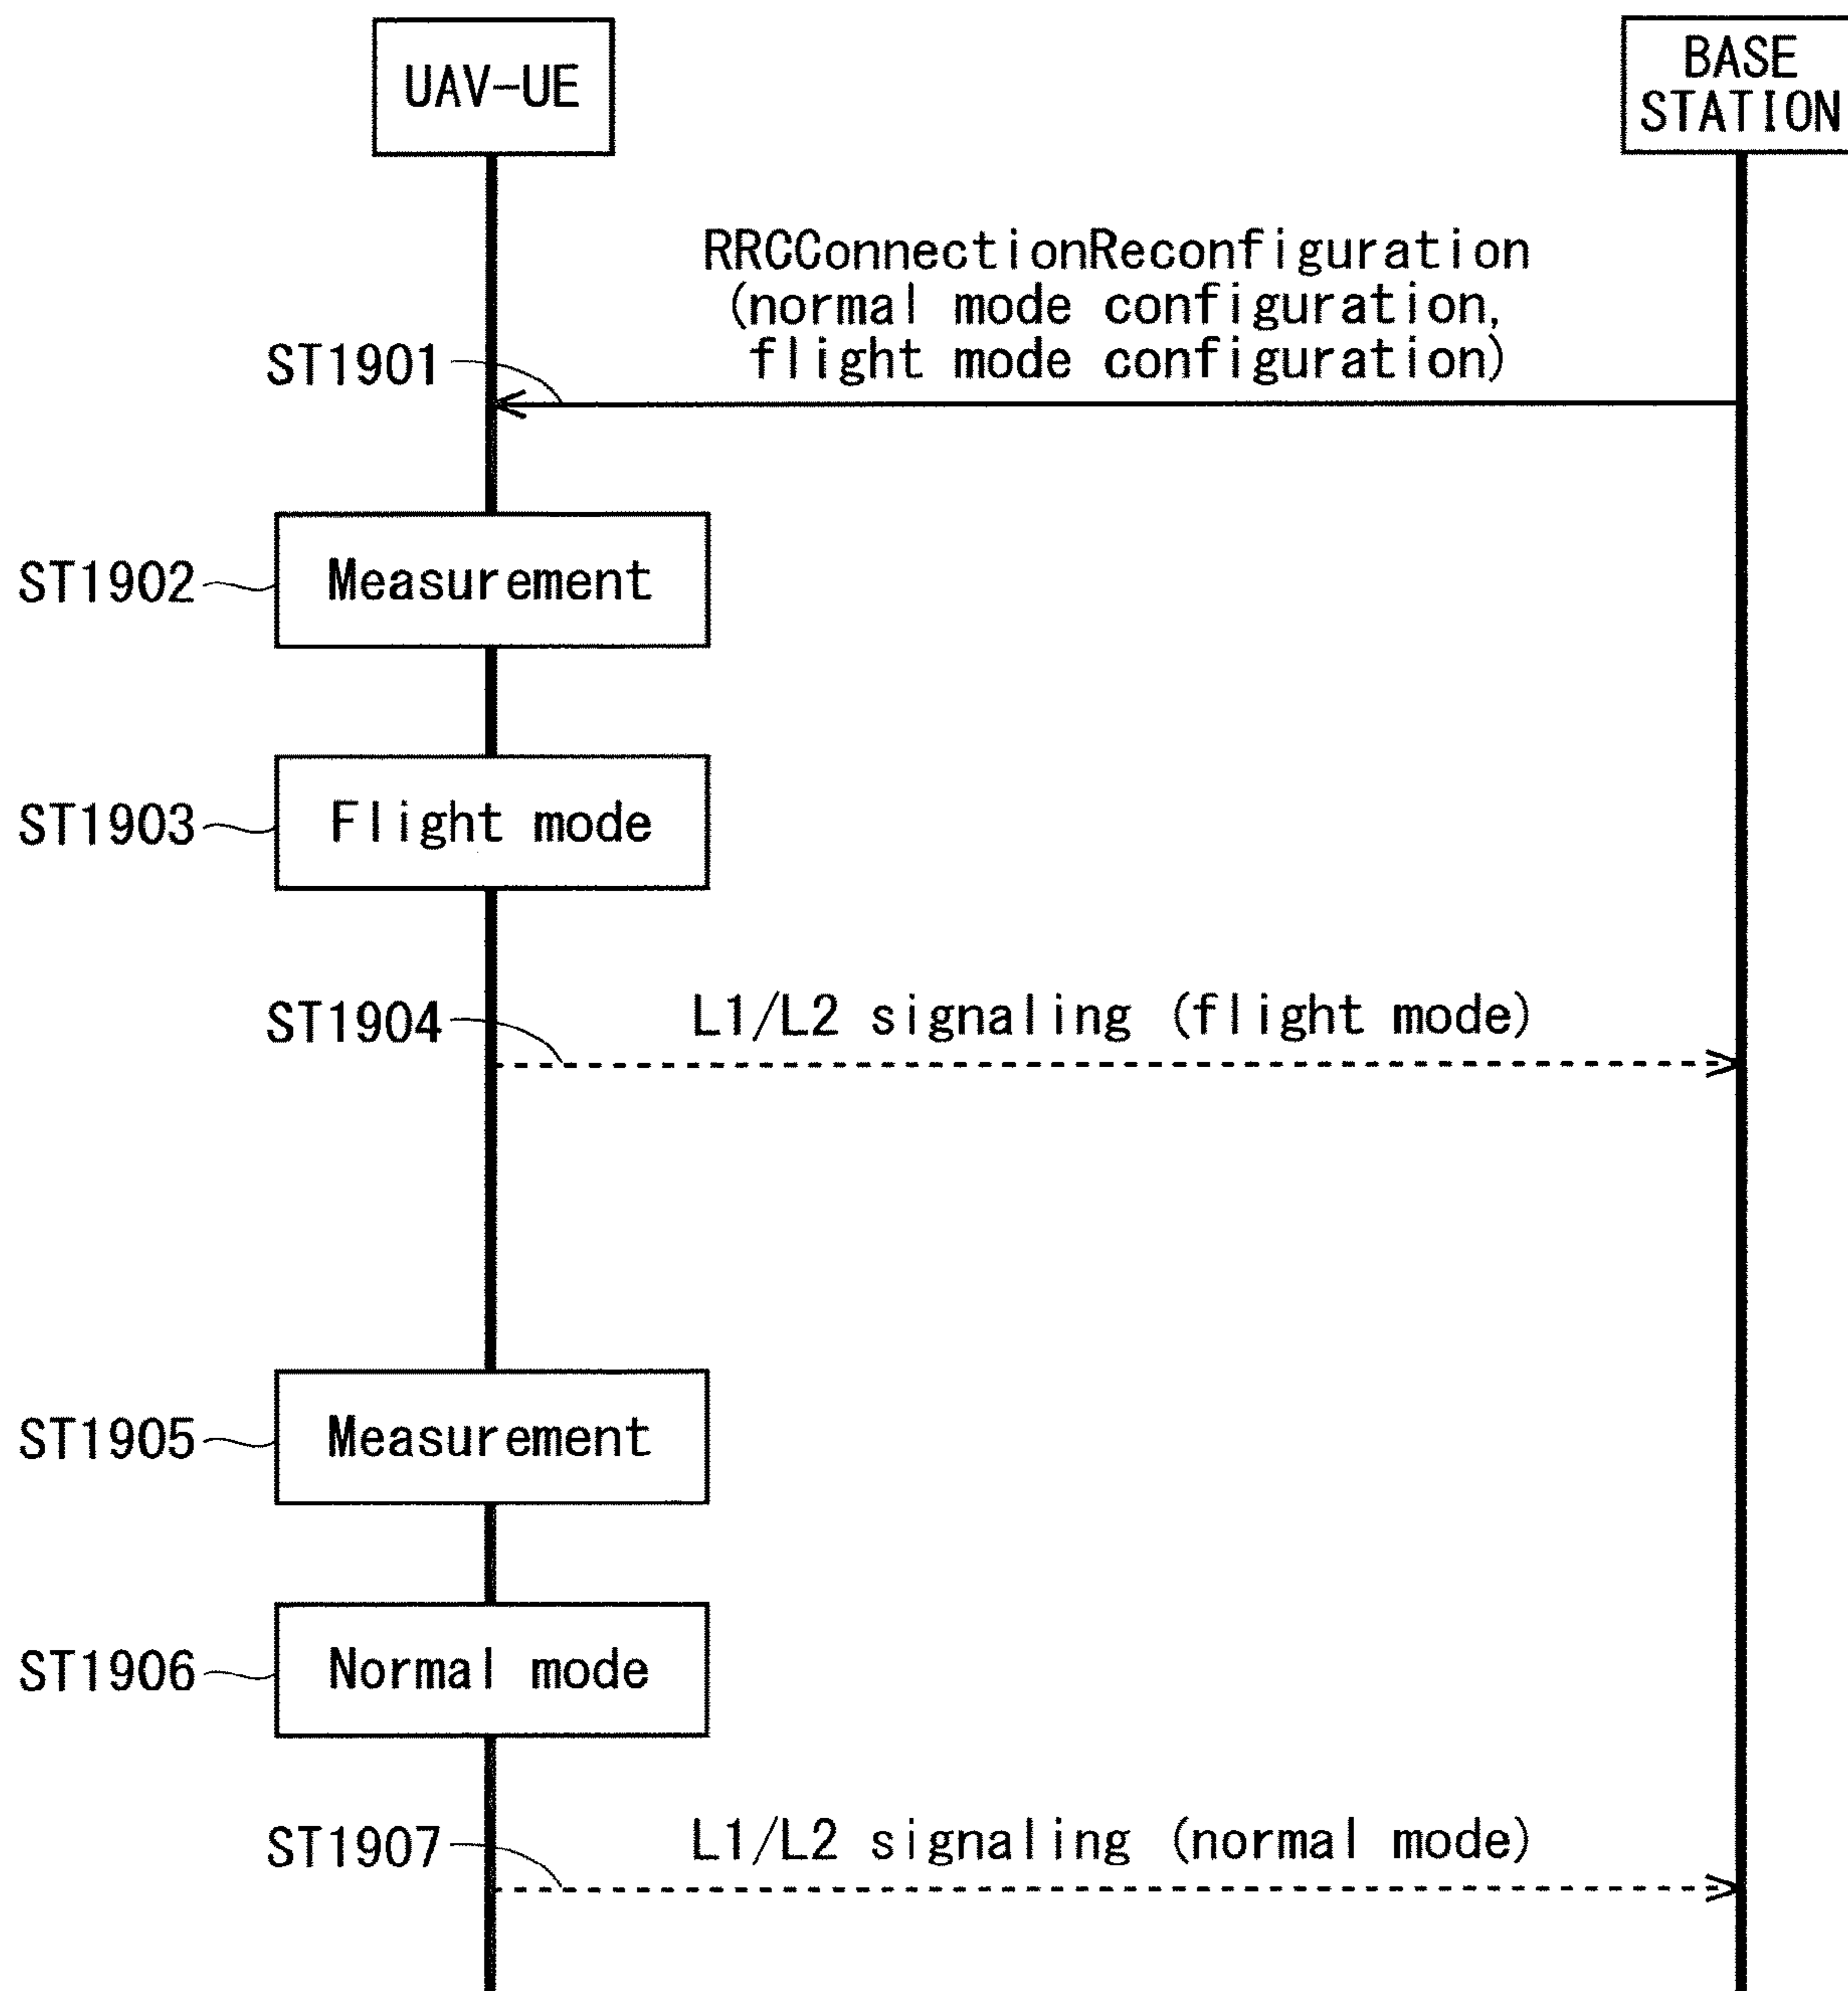 UAV-UE
BASE
STATION
RRCConnectionReconfiguration
(normal mode configuration,
flight mode configuration)
ST1901
ST1902
Measurement
ST1903
Flight mode
ST1904
L1/L2 signaling (flight mode)
ST1905
Measurement
ST1906
Normal mode
ST1907
L1/L2 signaling (normal mode)